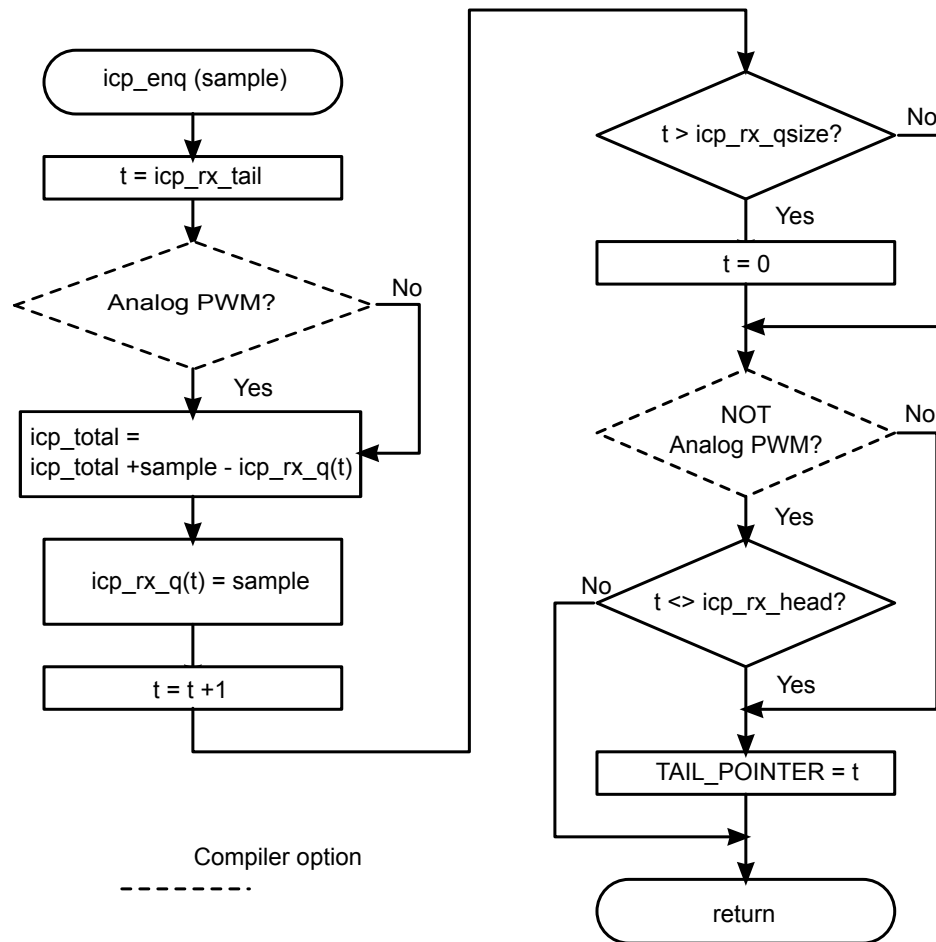 icp_enq (sample)
t = icp_rx_tail
Analog PWM?
No
Yes
icp_total =
icp_total +sample - icp_rx_q(t)
icp_rx_q(t) = sample
t = t +1
Compiler option
t > icp_rx_qsize?
No
Yes
t = 0
NOT
Analog PWM?
No
Yes
No
t <> icp_rx_head?
Yes
TAIL_POINTER = t
return